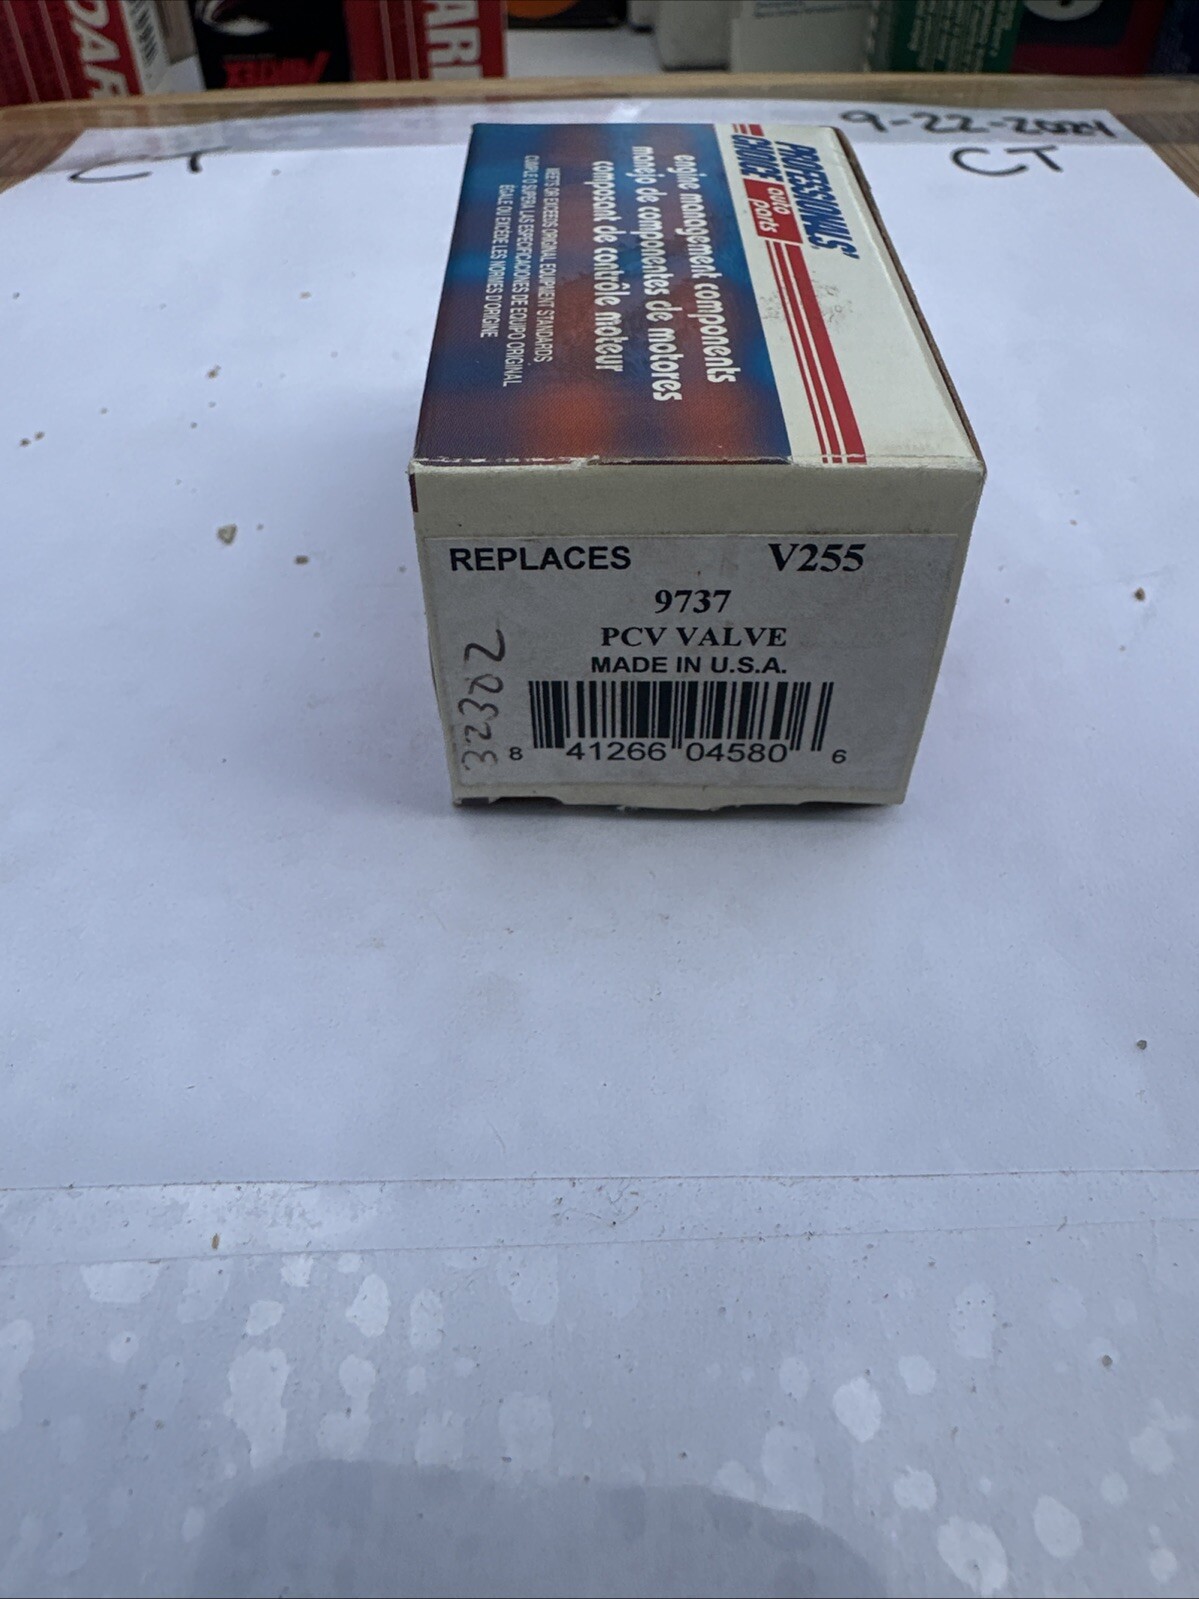 9-22-2024
CT
CT
PROFESSIONALS'
CHOICE auto parts
engine management components
manejo de componentes de motores
composant de contrôle moteur
MEETS OR EXCEEDS ORIGINAL EQUIPMENT STANDARDS
CUMPLE O SUPERA LAS ESPECIFICACIONES DE EQUIPO ORIGINAL
ÉGALE OU EXCÈDE LES NORMES D'ORIGINE
REPLACES V255
9737
PCV VALVE
MADE IN U.S.A.
8 41266 04580 6
32302